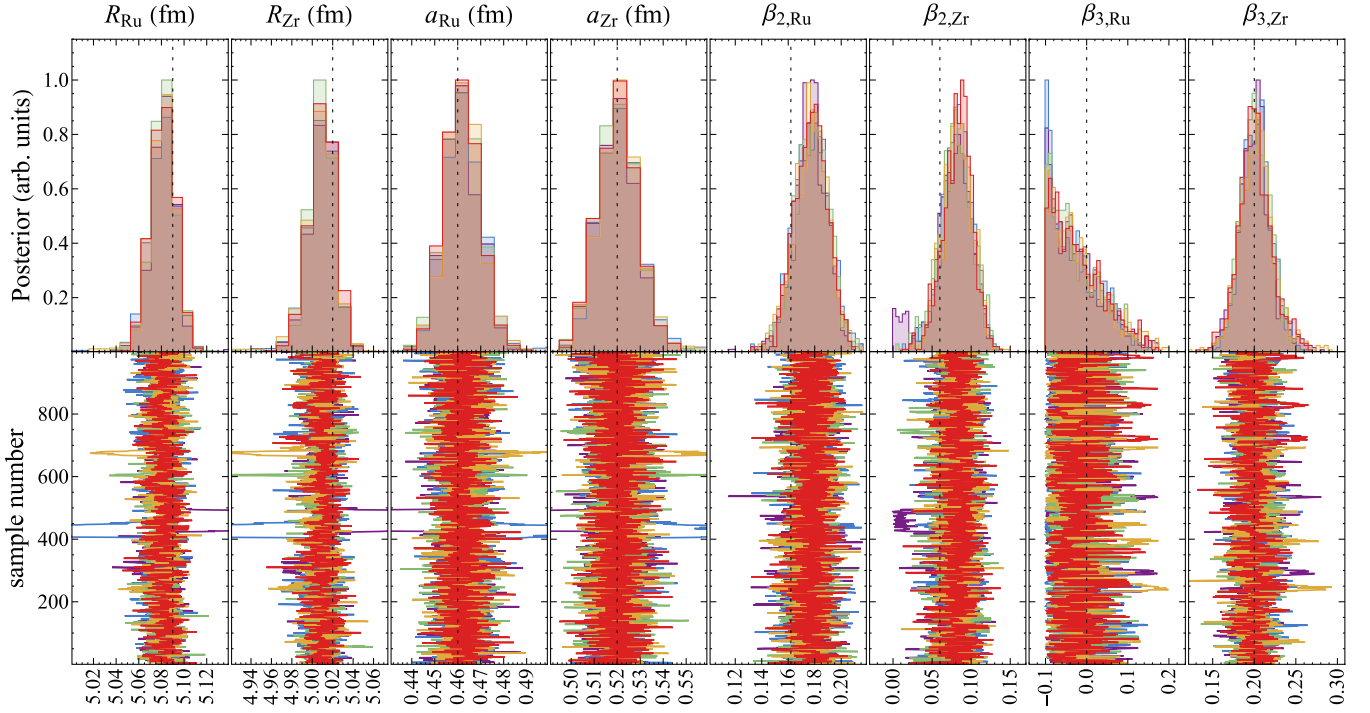 R_Ru (fm) R_Zr (fm) a_Ru (fm) a_Zr (fm) β_2,Ru β_2,Zr β_3,Ru β_3,Zr
Posterior (arb. units)
1.0
0.8
0.6
0.4
0.2
sample number
800
600
400
200
5.02 5.04 5.06 5.08 5.10 5.12
4.94 4.96 4.98 5.00 5.02 5.04 5.06
0.44 0.45 0.46 0.47 0.48 0.49
0.50 0.51 0.52 0.53 0.54 0.55
0.12 0.14 0.16 0.18 0.20
0.00 0.05 0.10 0.15
−0.1 0.0 0.1 0.2
0.15 0.20 0.25 0.30